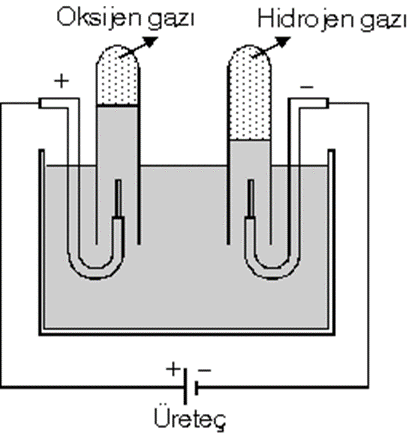 Oksijen gazı Hidrojen gazı
+ –
+ –
Üreteç